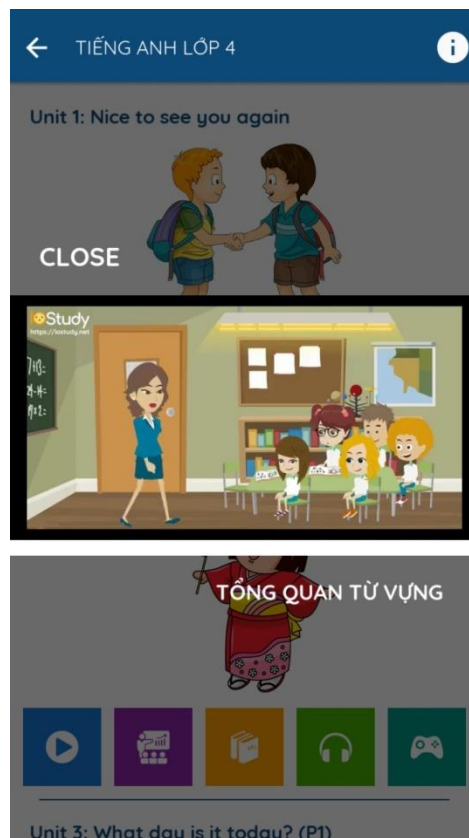 TIẾNG ANH LỚP 4
Unit 1: Nice to see you again
CLOSE
Study
https://iostudy.net
TỔNG QUAN TỪ VỰNG
Unit 3: What day is it today? (P1)